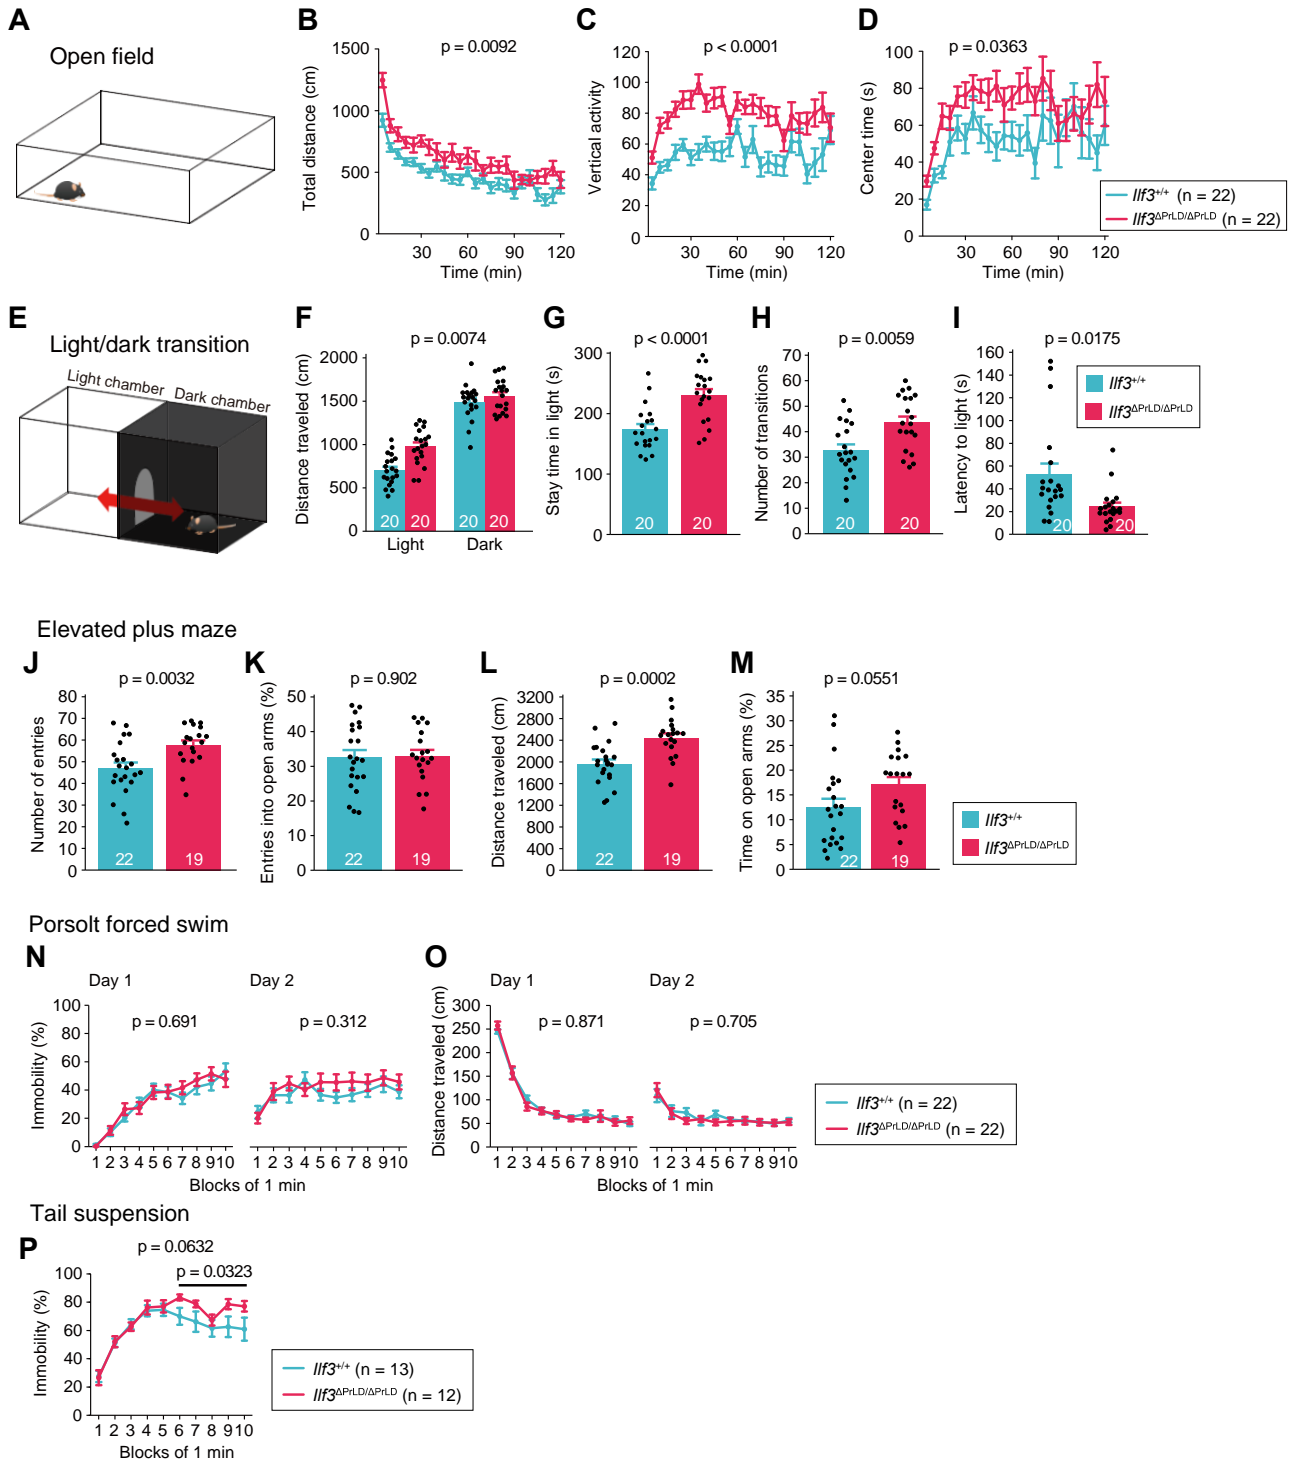 A
Open field
B
p = 0.0092
Total distance (cm)
1500
1000
500
0
30
60
90
120
Time (min)
C
p < 0.0001
Vertical activity
120
100
80
60
40
20
0
30
60
90
120
Time (min)
D
p = 0.0363
Center time (s)
100
80
60
40
20
0
30
60
90
120
Time (min)
Ilf3+/+ (n = 22)
Ilf3ΔPrLD/ΔPrLD (n = 22)
E
Light/dark transition
Light chamber
Dark chamber
F
p = 0.0074
Distance traveled (cm)
2000
1500
1000
500
0
20
20
20
20
Light
Dark
G
p < 0.0001
Stay time in light (s)
300
200
100
0
20
20
H
p = 0.0059
Number of transitions
70
60
50
40
30
20
10
0
20
20
I
p = 0.0175
Latency to light (s)
160
140
120
100
80
60
40
20
0
20
20
Ilf3+/+
Ilf3ΔPrLD/ΔPrLD
Elevated plus maze
J
p = 0.0032
Number of entries
80
70
60
50
40
30
20
10
0
22
19
K
p = 0.902
Entries into open arms (%)
50
40
30
20
10
0
22
19
L
p = 0.0002
Distance traveled (cm)
3200
2800
2400
2000
1600
1200
800
400
0
22
19
M
p = 0.0551
Time on open arms (%)
35
30
25
20
15
10
5
0
22
19
Ilf3+/+
Ilf3ΔPrLD/ΔPrLD
Porsolt forced swim
N
Day 1
Day 2
p = 0.691
p = 0.312
Immobility (%)
100
80
60
40
20
0
1 2 3 4 5 6 7 8 9 10
1 2 3 4 5 6 7 8 9 10
Blocks of 1 min
O
Day 1
Day 2
p = 0.871
p = 0.705
Distance traveled (cm)
300
250
200
150
100
50
0
1 2 3 4 5 6 7 8 9 10
1 2 3 4 5 6 7 8 9 10
Blocks of 1 min
Ilf3+/+ (n = 22)
Ilf3ΔPrLD/ΔPrLD (n = 22)
Tail suspension
P
p = 0.0632
p = 0.0323
Immobility (%)
100
80
60
40
20
0
1 2 3 4 5 6 7 8 9 10
Blocks of 1 min
Ilf3+/+ (n = 13)
Ilf3ΔPrLD/ΔPrLD (n = 12)